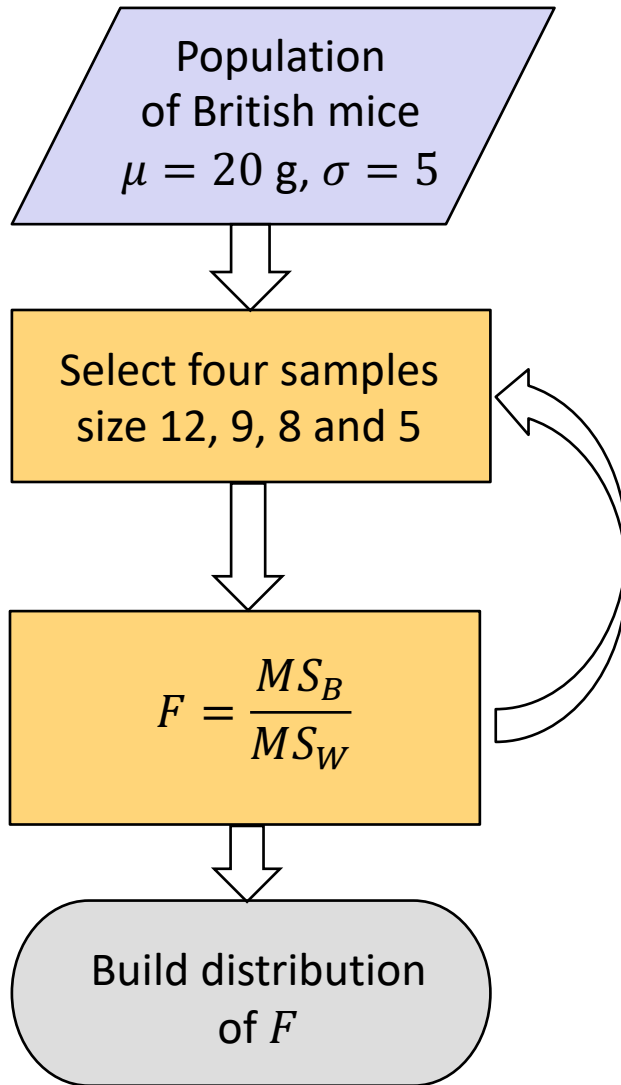 Population
of British mice
μ = 20 g, σ = 5
Select four samples
size 12, 9, 8 and 5
F = MS_B / MS_W
Build distribution
of F